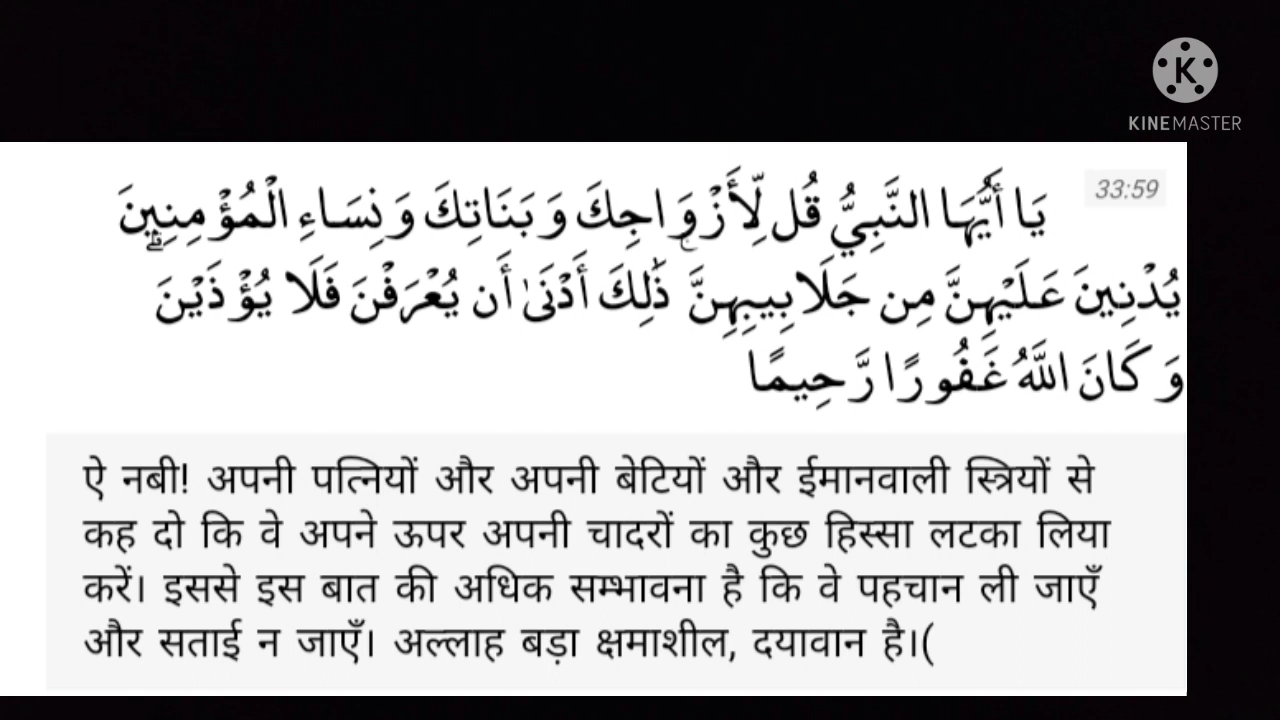 K
KINEMASTER
33:59
يَا أَيُّهَا النَّبِيُّ قُل لِّأَزْوَاجِكَ وَبَنَاتِكَ وَنِسَاءِ الْمُؤْمِنِينَ
يُدْنِينَ عَلَيْهِنَّ مِن جَلَابِيبِهِنَّ ۚ ذَٰلِكَ أَدْنَىٰ أَن يُعْرَفْنَ فَلَا يُؤْذَيْنَ ۗ
وَكَانَ اللَّهُ غَفُورًا رَّحِيمًا
ऐ नबी! अपनी पत्नियों और अपनी बेटियों और ईमानवाली स्त्रियों से
कह दो कि वे अपने ऊपर अपनी चादरों का कुछ हिस्सा लटका लिया
करें। इससे इस बात की अधिक सम्भावना है कि वे पहचान ली जाएँ
और सताई न जाएँ। अल्लाह बड़ा क्षमाशील, दयावान है।(